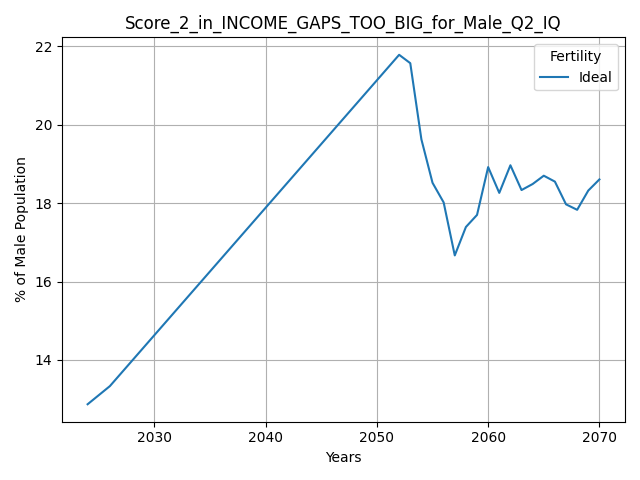 Score_2_in_INCOME_GAPS_TOO_BIG_for_Male_Q2_IQ
Fertility
Ideal
% of Male Population
22
20
18
16
14
2030 2040 2050 2060 2070
Years